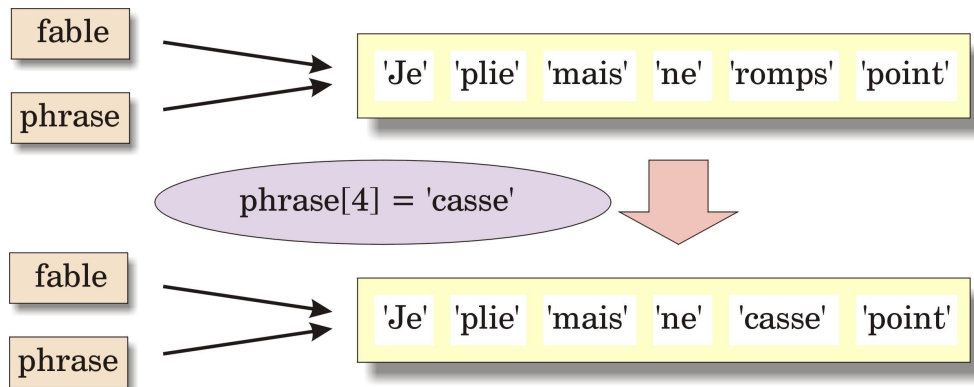 fable
'Je' 'plie' 'mais' 'ne' 'romps' 'point'
phrase
phrase[4] = 'casse'
fable
'Je' 'plie' 'mais' 'ne' 'casse' 'point'
phrase